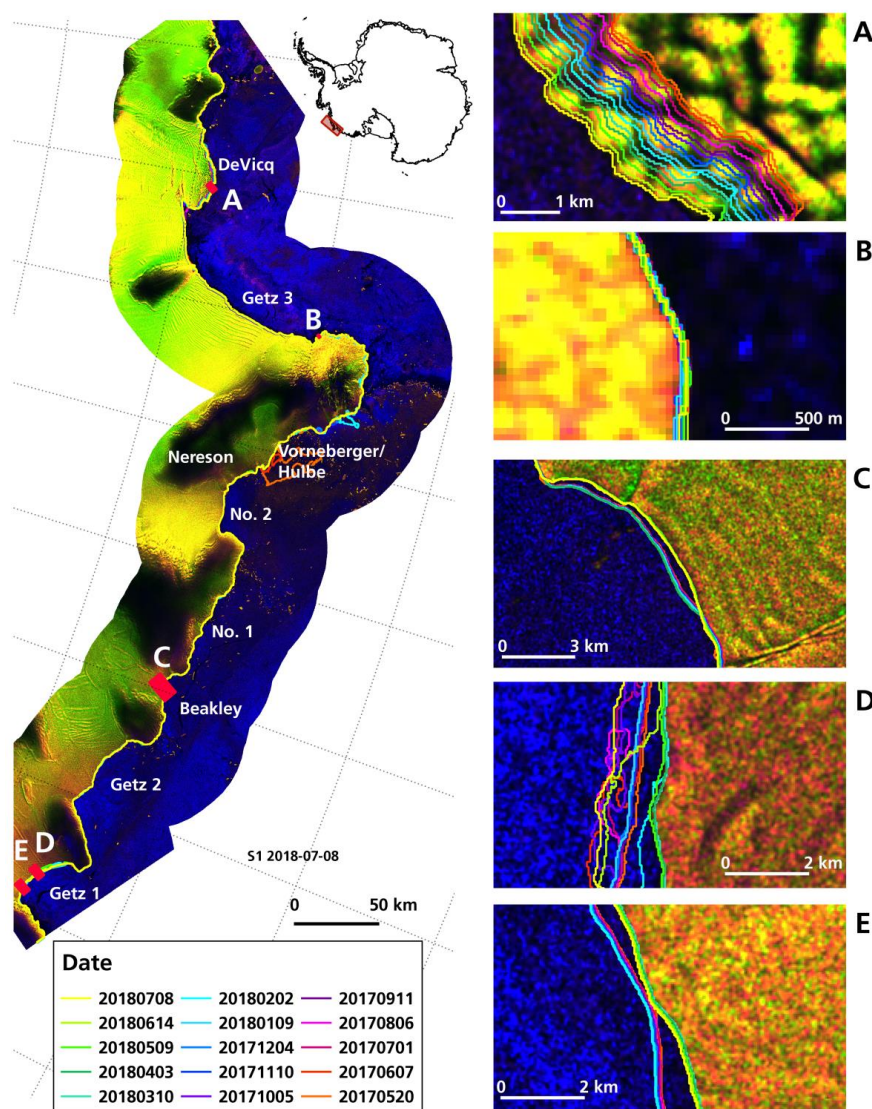 DeVicq
A
Getz 3
B
Nereson
Vorneberger/
Hulbe
No. 2
No. 1
C
Beakley
Getz 2
E D
Getz 1
S1 2018-07-08
0 50 km
Date
20180708 20180202 20170911
20180614 20180109 20170806
20180509 20171204 20170701
20180403 20171110 20170607
20180310 20171005 20170520
A
0 1 km
B
0 500 m
C
0 3 km
D
0 2 km
E
0 2 km